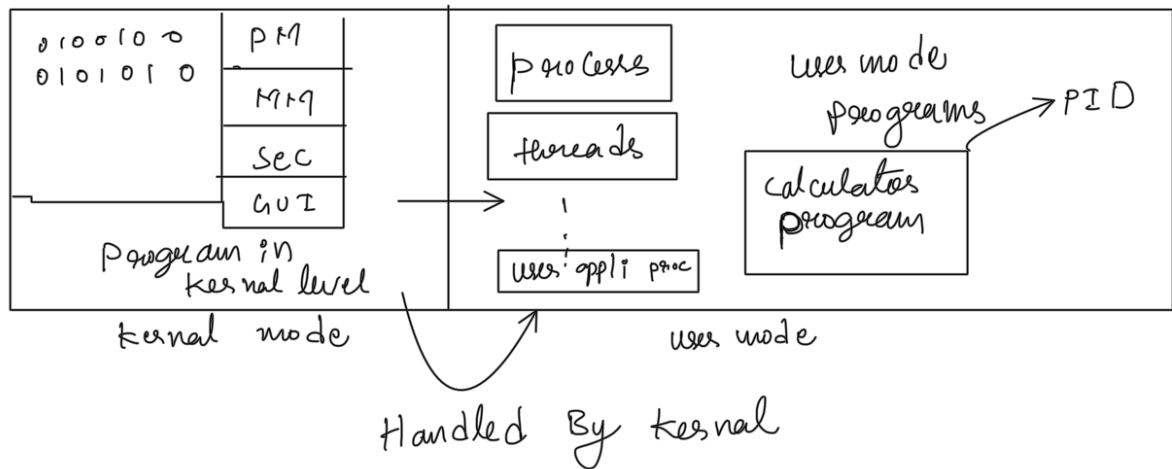 0100100
0101010
PM
MM
SEC
GUI
Program in
kernal level
kernal mode
process
threads
user appli proc
user mode
programs
PID
calculator
program
user mode
Handled By kernal